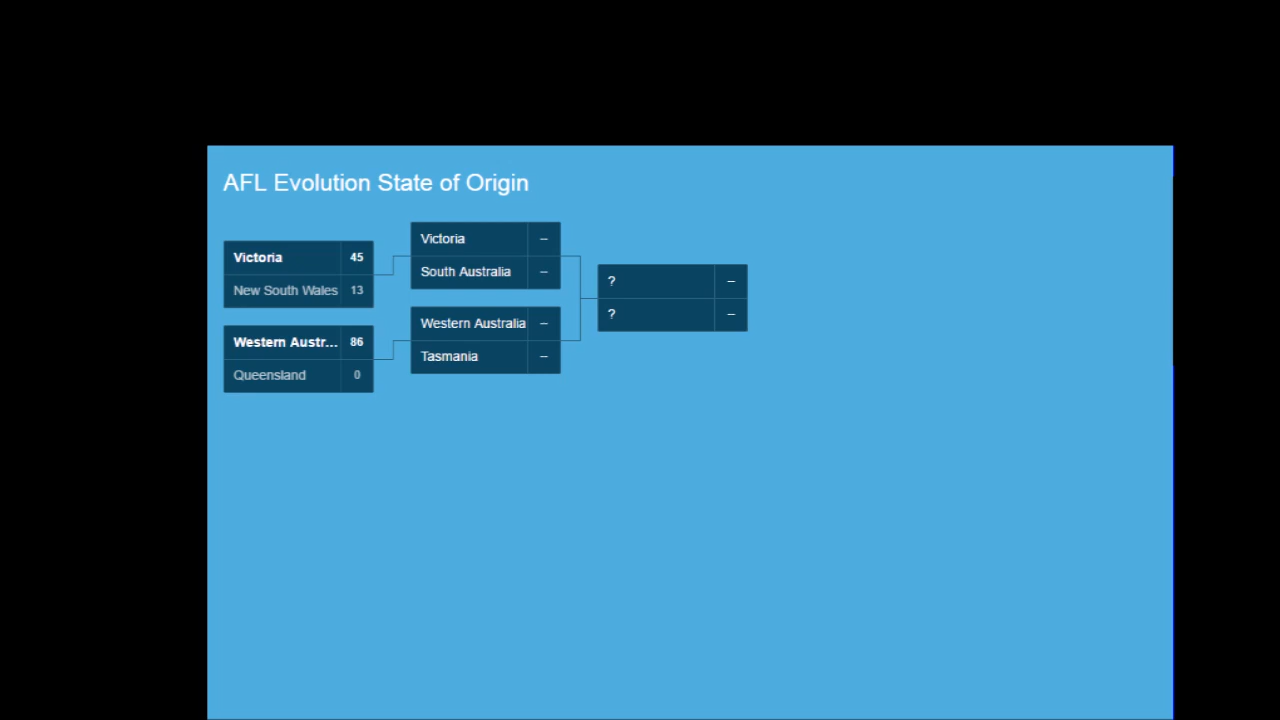 AFL Evolution State of Origin
Victoria 45
New South Wales 13
Western Austr... 86
Queensland 0
Victoria –
South Australia –
Western Australia –
Tasmania –
? –
? –